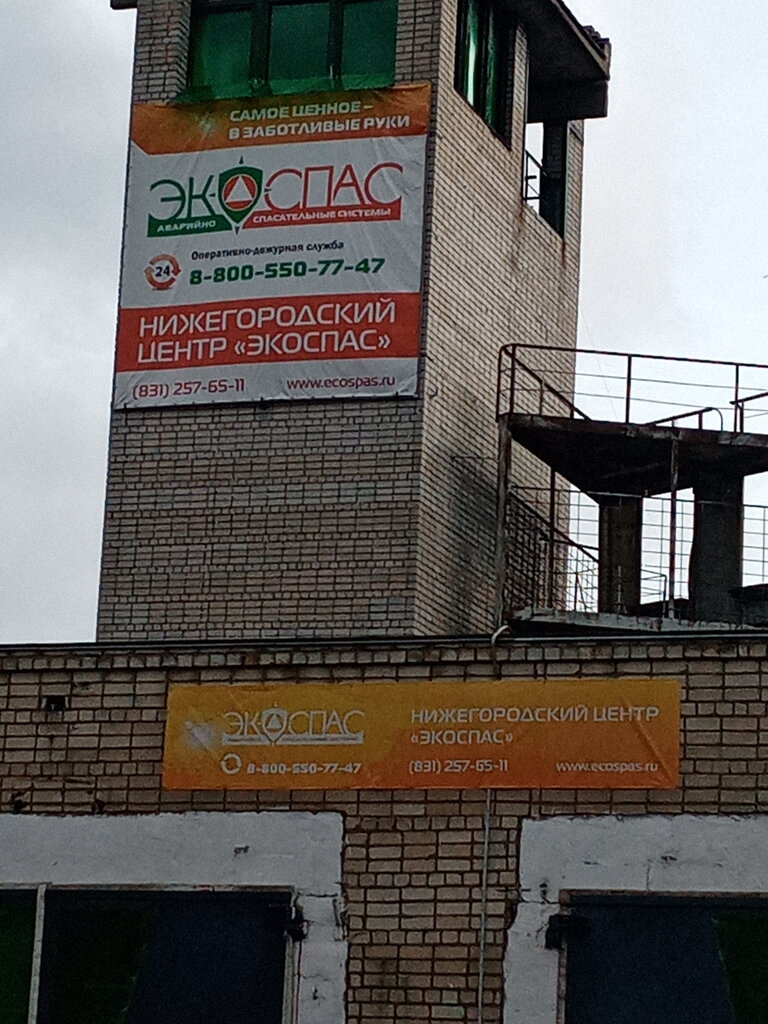 САМОЕ ЦЕННОЕ –
В ЗАБОТЛИВЫЕ РУКИ
ЭКОСПАС
АВАРИЙНО СПАСАТЕЛЬНЫЕ СИСТЕМЫ
Оперативно-дежурная служба
24 8-800-550-77-47
НИЖЕГОРОДСКИЙ
ЦЕНТР «ЭКОСПАС»
(831) 257-65-11 www.ecospas.ru
ЭКОСПАС
8-800-550-77-47
НИЖЕГОРОДСКИЙ ЦЕНТР
«ЭКОСПАС»
(831) 257-65-11 www.ecospas.ru